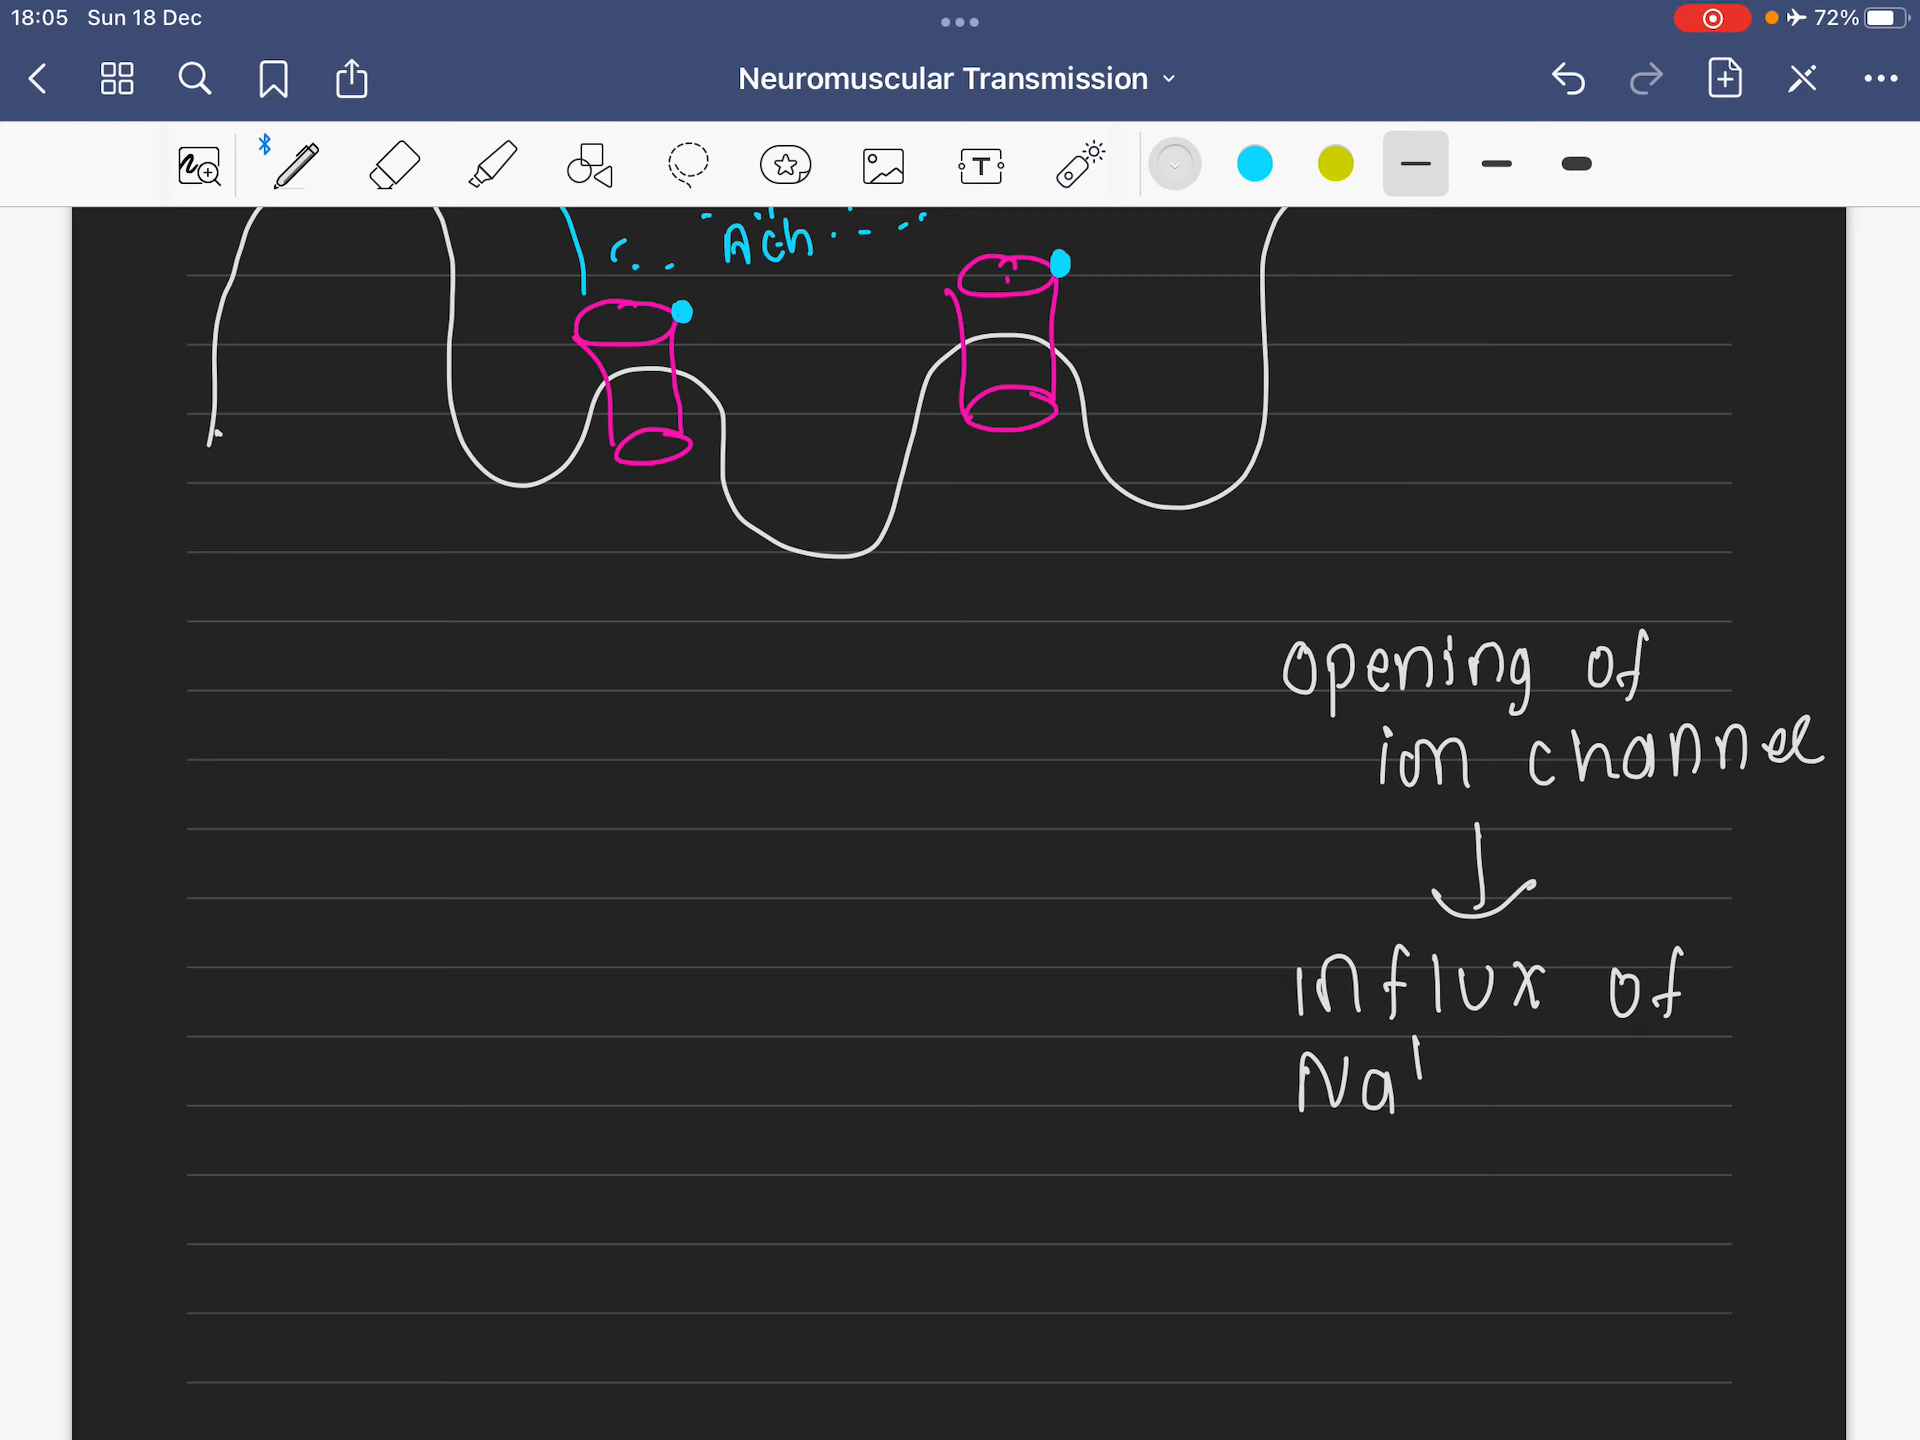 18:05 Sun 18 Dec
72%
Neuromuscular Transmission
T
Ach
Opening of
ion channel
Influx of
Na'